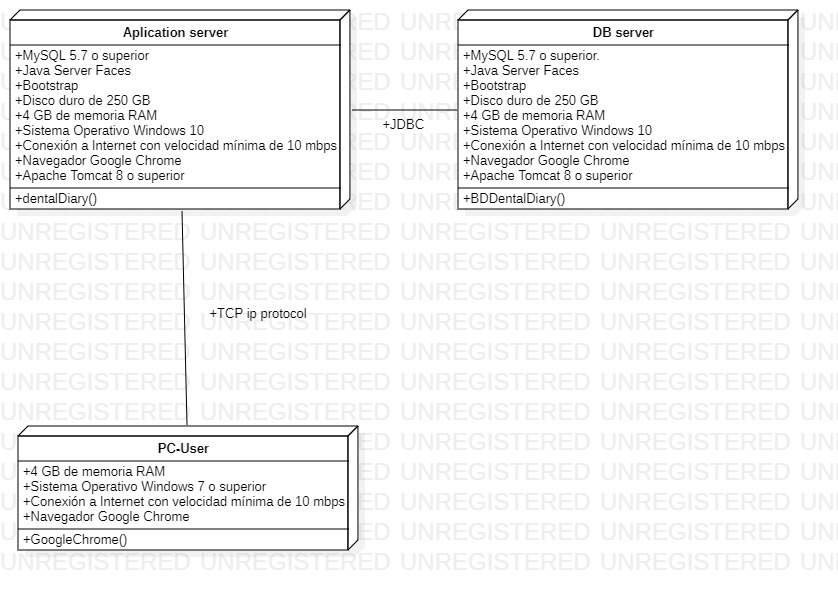 Aplication server
+MySQL 5.7 o superior
+Java Server Faces
+Bootstrap
+Disco duro de 250 GB
+4 GB de memoria RAM
+Sistema Operativo Windows 10
+Conexión a Internet con velocidad mínima de 10 mbps
+Navegador Google Chrome
+Apache Tomcat 8 o superior
+dentalDiary()
+JDBC
DB server
+MySQL 5.7 o superior.
+Java Server Faces
+Bootstrap
+Disco duro de 250 GB
+4 GB de memoria RAM
+Sistema Operativo Windows 10
+Conexión a Internet con velocidad mínima de 10 mbps
+Navegador Google Chrome
+Apache Tomcat 8 o superior
+BDDentalDiary()
+TCP ip protocol
PC-User
+4 GB de memoria RAM
+Sistema Operativo Windows 7 o superior
+Conexión a Internet con velocidad mínima de 10 mbps
+Navegador Google Chrome
+GoogleChrome()
UNREGISTERED